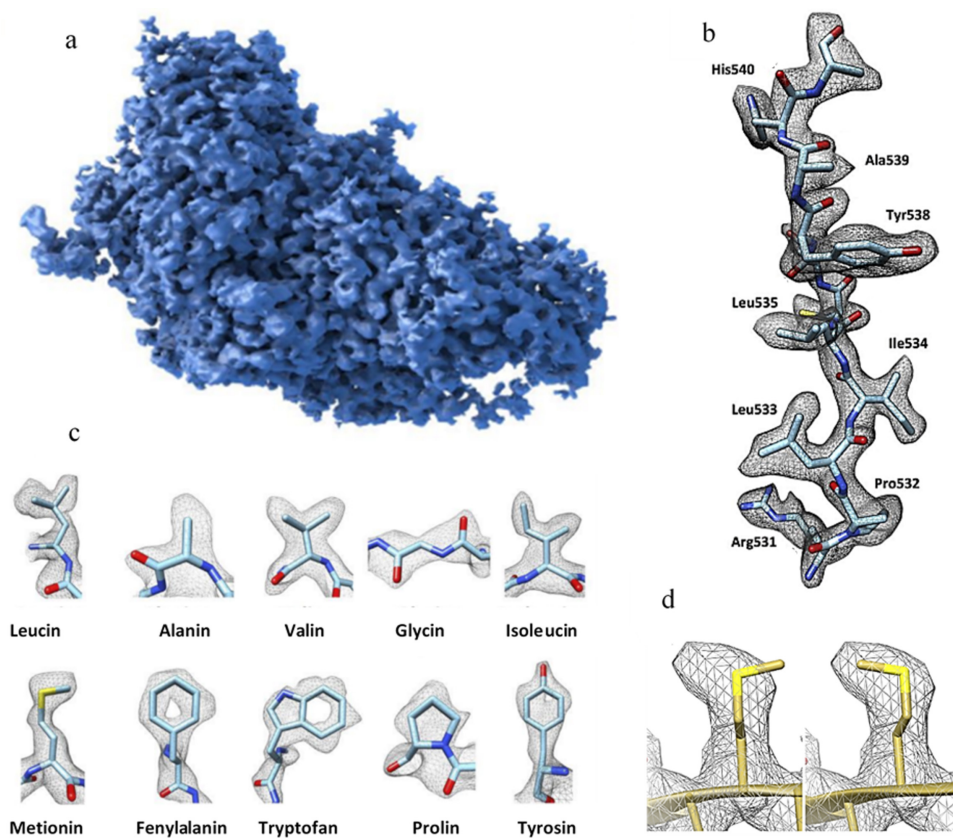 a
b
His540
Ala539
Tyr538
Leu535
Ile534
Leu533
Pro532
Arg531
c
Leucin
Alanin
Valin
Glycin
Isoleucin
Metionin
Fenylalanin
Tryptofan
Prolin
Tyrosin
d